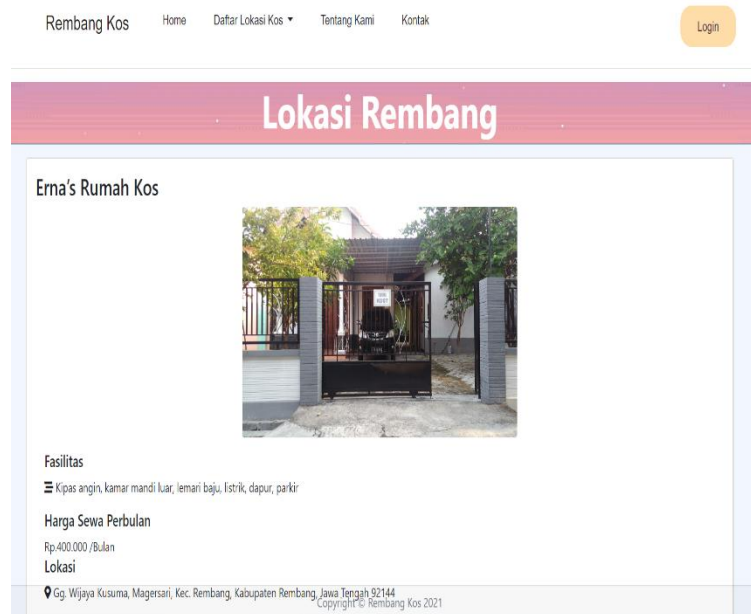 Rembang Kos Home Daftar Lokasi Kos Tentang Kami Kontak Login
Lokasi Rembang
Erna's Rumah Kos
Fasilitas
Kipas angin, kamar mandi luar, lemari baju, listrik, dapur, parkir
Harga Sewa Perbulan
Rp.400.000 /Bulan
Lokasi
Gg. Wijaya Kusuma, Magersari, Kec. Rembang, Kabupaten Rembang, Jawa Tengah 92144
Copyright © Rembang Kos 2021